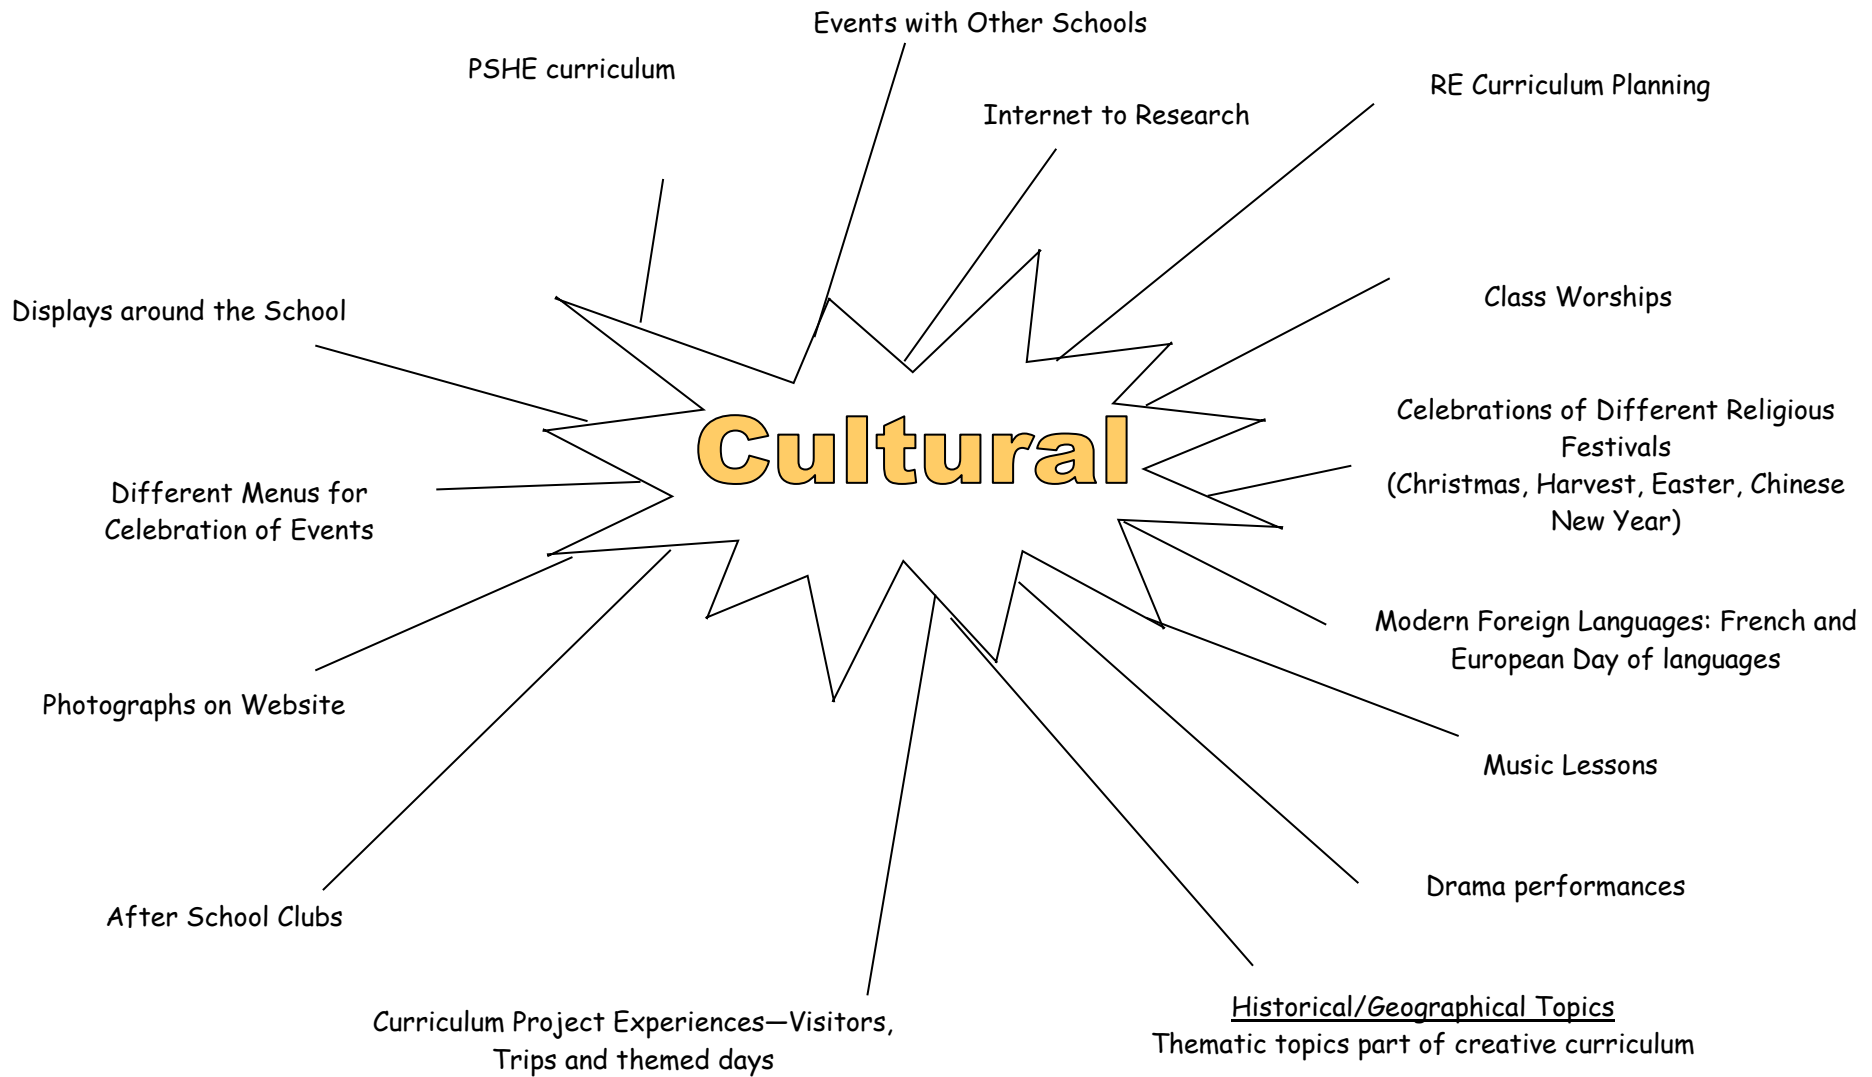 Events with Other Schools
PSHE curriculum
RE Curriculum Planning
Internet to Research
Class Worships
Displays around the School
Celebrations of Different Religious
Festivals
(Christmas, Harvest, Easter, Chinese
New Year)
Cultural
Different Menus for
Celebration of Events
Modern Foreign Languages: French and
European Day of languages
Photographs on Website
Music Lessons
Drama performances
After School Clubs
Historical/Geographical Topics
Thematic topics part of creative curriculum
Curriculum Project Experiences—Visitors,
Trips and themed days